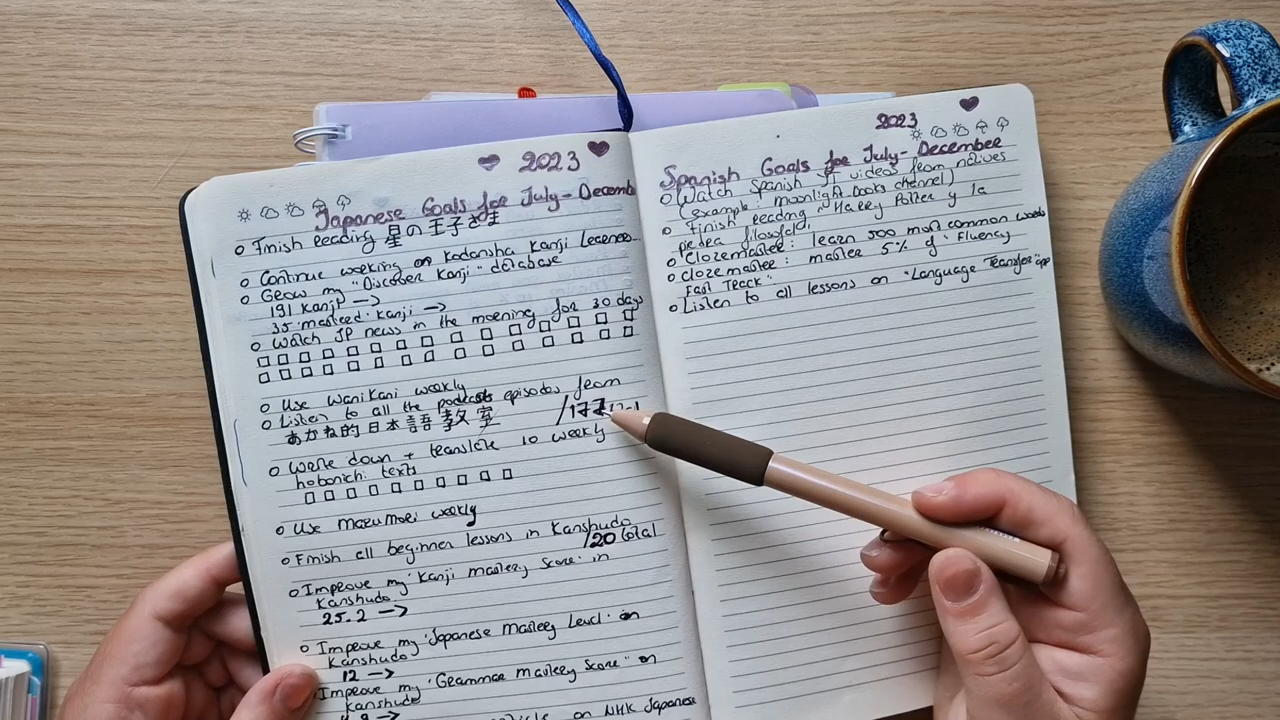 2023
Japanese Goals for July - Decemb
Finish reading 星の王子さま
Continue working on Kodansha Kanji Learners...
Grow my "Discover Kanji" database
191 Kanji →
35 mastered Kanji →
Watch JP news in the morning for 30 days
Use WaniKani weekly
Listen to all the podcasts episodes from
あかね的日本語教室 /177
Write down + translate 10 weekly
hobonichi texts
Use Mazumoei weekly
Finish all beginner lessons in Kanshudo
/20 total
Improve my "Kanji mastery score" in
Kanshudo
25.2 →
Improve my "Japanese Mastery Level" on
Kanshudo
12 →
Improve my "Grammar mastery Score" on
Kanshudo
on NHK Japanese
2023
Spanish Goals for July - December
Watch Spanish videos from natives
(example: moonlight books channel)
Finish reading "Harry Potter y la
piedra filosofal"
Clozemaster: learn 500 most common words
Clozemaster: master 5% of "Fluency
Fast Track"
Listen to all lessons on "Language Transfer" app